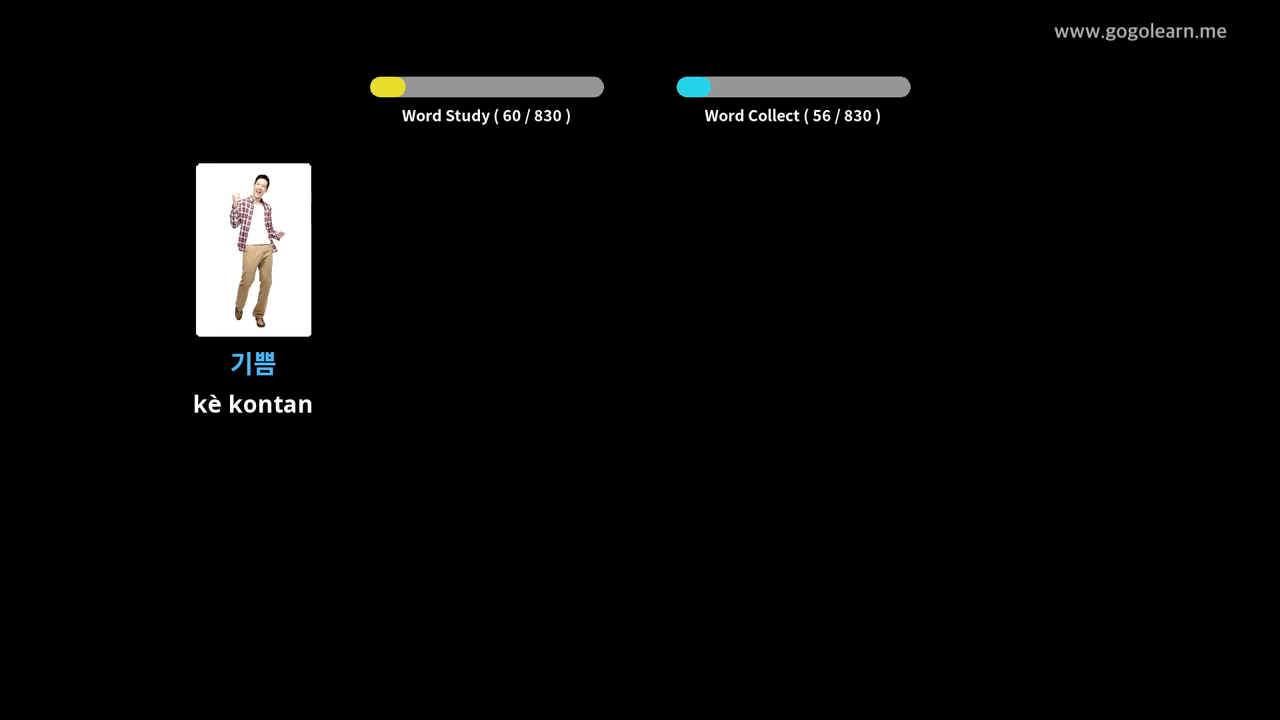 www.gogolearn.me
Word Study ( 60 / 830 )
Word Collect ( 56 / 830 )
기쁨
kè kontan